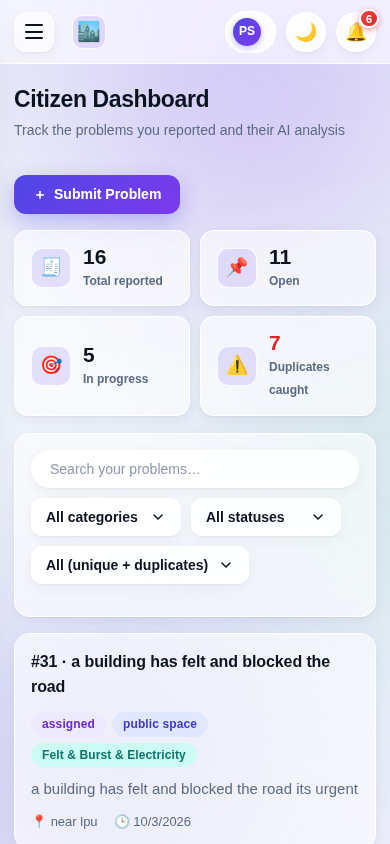 PS
6
Citizen Dashboard
Track the problems you reported and their AI analysis
+ Submit Problem
16
Total reported
11
Open
5
In progress
7
Duplicates
caught
Search your problems…
All categories
All statuses
All (unique + duplicates)
#31 · a building has felt and blocked the
road
assigned
public space
Felt & Burst & Electricity
a building has felt and blocked the road its urgent
near lpu
10/3/2026